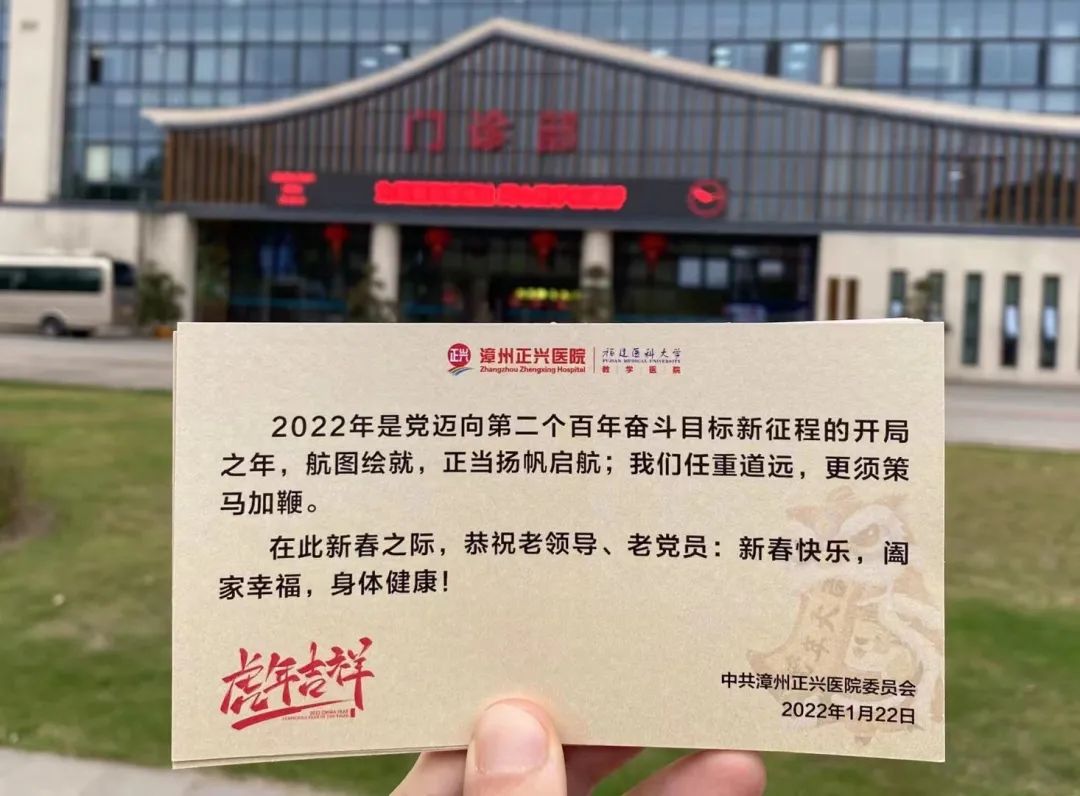 门诊部
正兴
漳州正兴医院
Zhangzhou Zhengxing Hospital
福建医科大学
FUJIAN MEDICAL UNIVERSITY
教学医院
2022年是党迈向第二个百年奋斗目标新征程的开局
之年，航图绘就，正当扬帆启航；我们任重道远，更须策
马加鞭。
在此新春之际，恭祝老领导、老党员：新春快乐，阖
家幸福，身体健康！
虎年吉祥
中共漳州正兴医院委员会
2022年1月22日